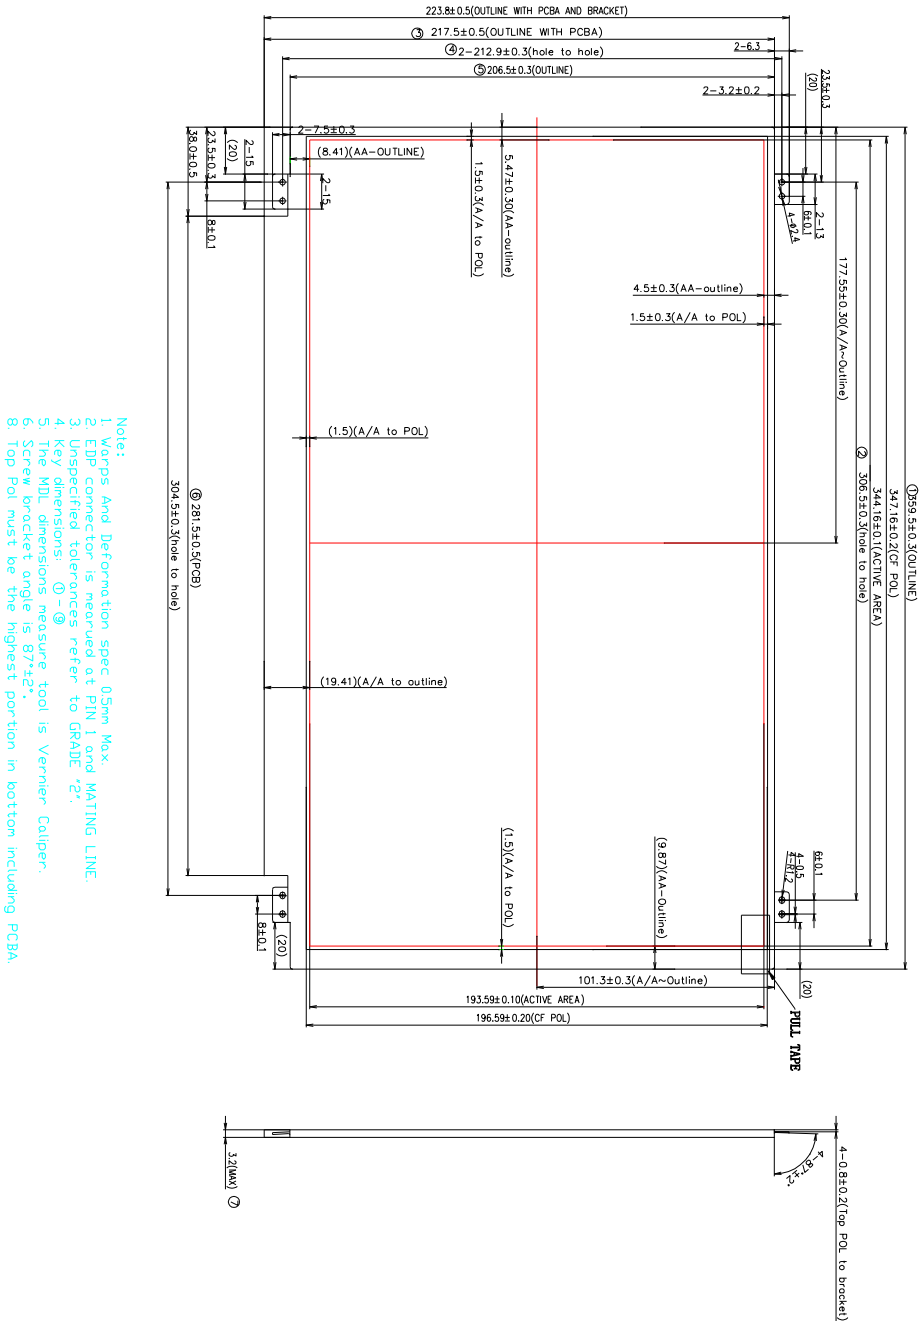 223.8±0.5(OUTLINE WITH PCBA AND BRACKET)
③ 217.5±0.5(OUTLINE WITH PCBA)
④2-212.9±0.3(hole to hole)
⑤206.5±0.3(OUTLINE)
2-6.3
2-3.2±0.2
23.5±0.3
(20)
2-7.5±0.3
(8.41)(AA-OUTLINE)
38.0±0.5
23.5±0.3
(20)
2-15
2-15
8±0.1
1.5±0.3(A/A to POL)
5.47±0.30(AA-outline)
4-ø2.4
6±0.1
2-13
177.55±0.30(A/A~Outline)
4.5±0.3(AA-outline)
1.5±0.3(A/A to POL)
(1.5)(A/A to POL)
② 306.5±0.3(hole to hole)
344.16±0.1(ACTIVE AREA)
347.16±0.2(CF POL)
①359.5±0.3(OUTLINE)
304.5±0.3(hole to hole)
⑥ 281.5±0.5(PCB)
(19.41)(A/A to outline)
(1.5)(A/A to POL)
(9.87)(AA-Outline)
4-R1.2
4-0.5
6±0.1
8±0.1
(20)
(20)
101.3±0.3(A/A~Outline)
193.59±0.10(ACTIVE AREA)
196.59±0.20(CF POL)
PULL TAPE
3.2(MAX) ⑦
4-87°±2°
4-0.8±0.2(Top POL to bracket)
Note:
1. Warps And Deformation spec 0.5mm Max.
2. EDP connector is mearued at PIN 1 and MATING LINE.
3. Unspecified tolerances refer to GRADE "2".
4. Key dimensions:
5. The MDL dimensions measure tool is Vernier Caliper.
6. Screw bracket angle is 87°±2°.
8. Top Pol must be the highest portion in bottom including PCBA.